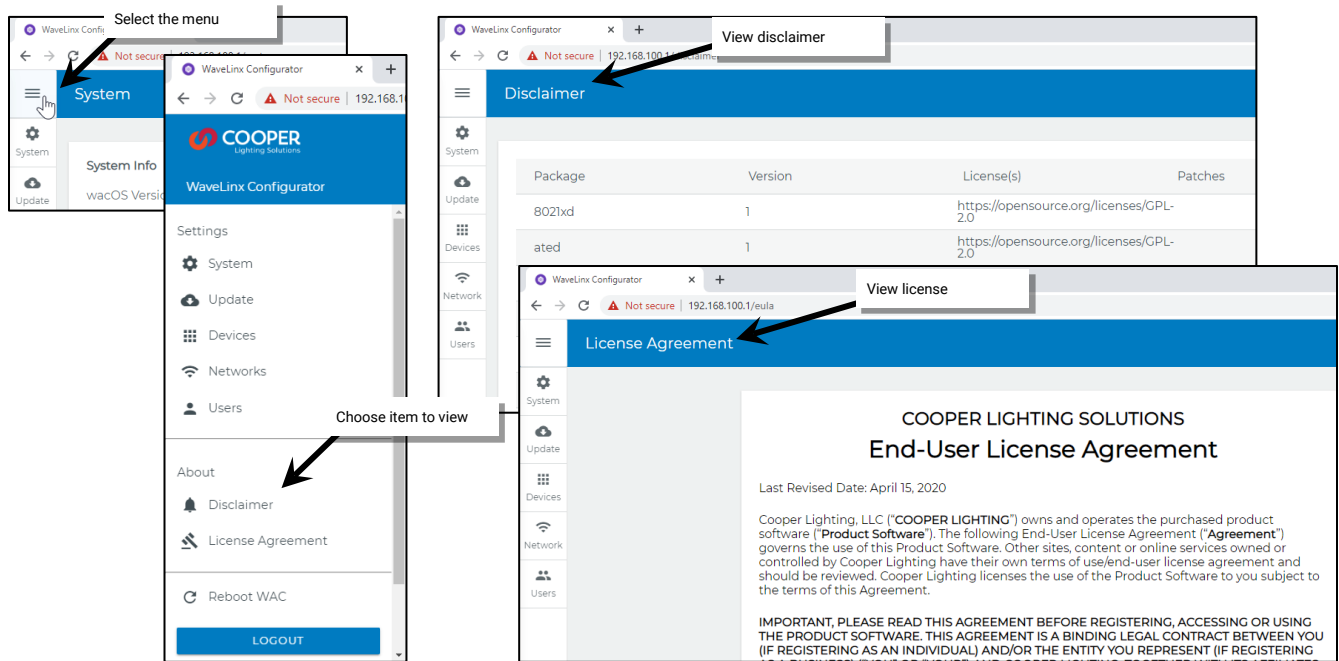 Select the menu
WaveLinx Config
Not secure
System
System
Update
System Info
wacOS Versio
WaveLinx Configurator
Not secure | 192.168.10
COOPER
Lighting Solutions
WaveLinx Configurator
Settings
System
Update
Devices
Networks
Users
Choose item to view
About
Disclaimer
License Agreement
Reboot WAC
LOGOUT
WaveLinx Configurator
View disclaimer
Not secure | 192.168.100.1/disclaimer
Disclaimer
System
Update
Devices
Network
Users
Package Version License(s) Patches
8021xd 1 https://opensource.org/licenses/GPL-
2.0
ated 1 https://opensource.org/licenses/GPL-
2.0
WaveLinx Configurator
View license
Not secure | 192.168.100.1/eula
License Agreement
System
Update
Devices
Network
Users
COOPER LIGHTING SOLUTIONS
End-User License Agreement
Last Revised Date: April 15, 2020
Cooper Lighting, LLC (“COOPER LIGHTING”) owns and operates the purchased product
software (“Product Software”). The following End-User License Agreement (“Agreement”)
governs the use of this Product Software. Other sites, content or online services owned or
controlled by Cooper Lighting have their own terms of use/end-user license agreement and
should be reviewed. Cooper Lighting licenses the use of the Product Software to you subject to
the terms of this Agreement.
IMPORTANT, PLEASE READ THIS AGREEMENT BEFORE REGISTERING, ACCESSING OR USING
THE PRODUCT SOFTWARE. THIS AGREEMENT IS A BINDING LEGAL CONTRACT BETWEEN YOU
(IF REGISTERING AS AN INDIVIDUAL) AND/OR THE ENTITY YOU REPRESENT (IF REGISTERING